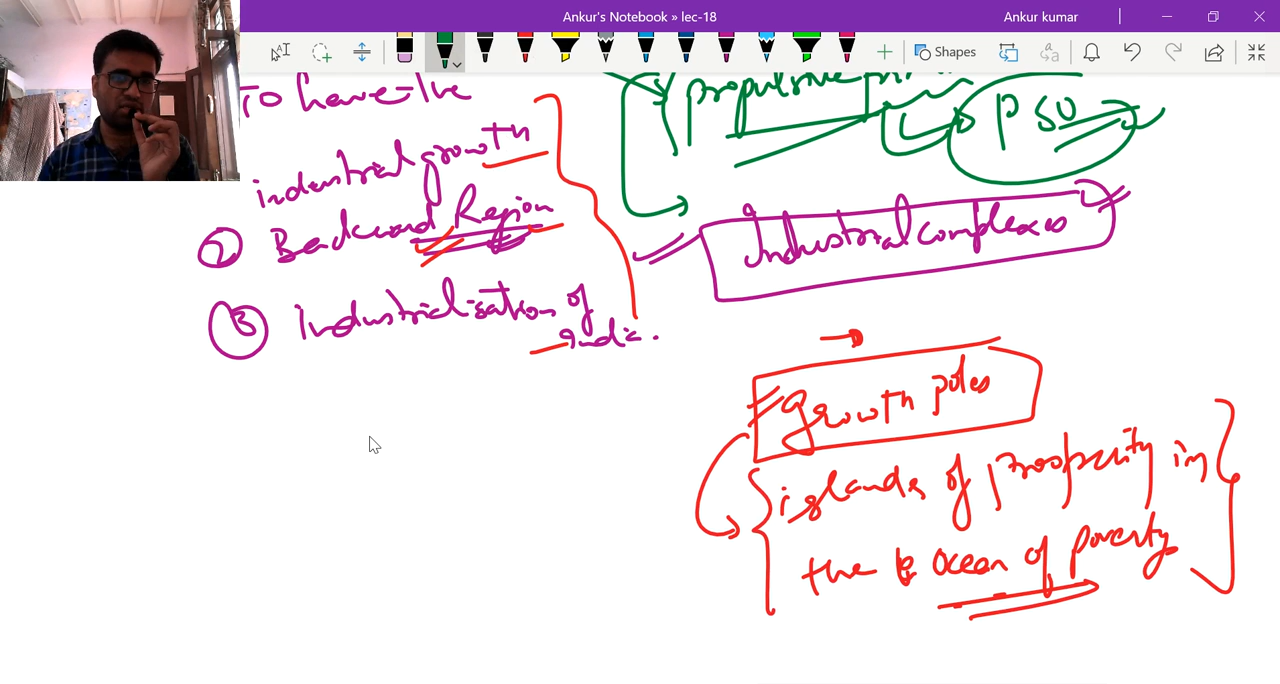 Ankur's Notebook » lec-18
Ankur kumar
Shapes
To have the
industrial growth
② Backward Region
③ Industrialisation of
India.
propulsive
PSU
Industrial complexes
growth poles
islands of prosperity in
the ocean of poverty